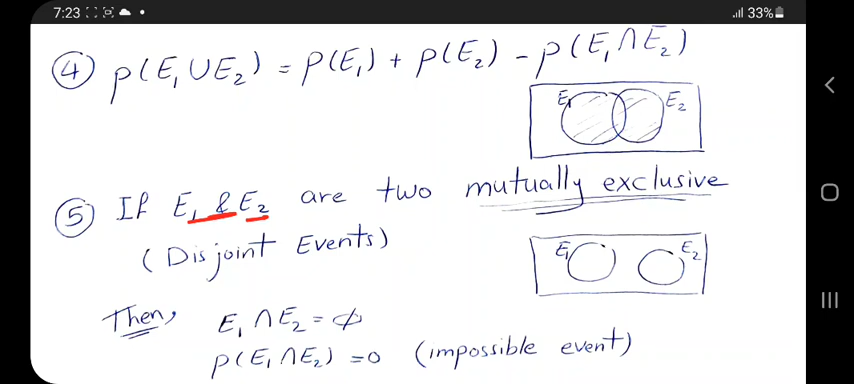 7:23
33%
④ P(E₁∪E₂) = P(E₁) + P(E₂) - P(E₁∩E₂)
E₁ E₂
⑤ If E₁ & E₂ are two mutually exclusive
(Disjoint Events)
E₁ E₂
Then, E₁∩E₂ = ϕ
P(E₁∩E₂) = 0 (impossible event)